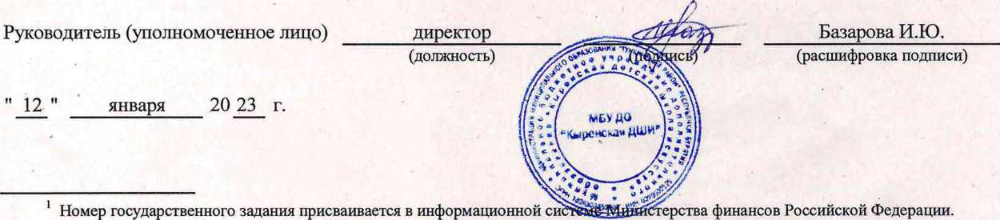 Руководитель (уполномоченное лицо) директор Базарова И.Ю.
(должность) (подпись) (расшифровка подписи)
" 12 " января 20 23 г.
МБУ ДО
"Кыренская ДШИ"
1 Номер государственного задания присваивается в информационной системе Министерства финансов Российской Федерации.